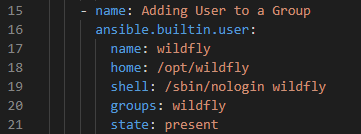 15 - name: Adding User to a Group
16 ansible.builtin.user:
17 name: wildfly
18 home: /opt/wildfly
19 shell: /sbin/nologin wildfly
20 groups: wildfly
21 state: present